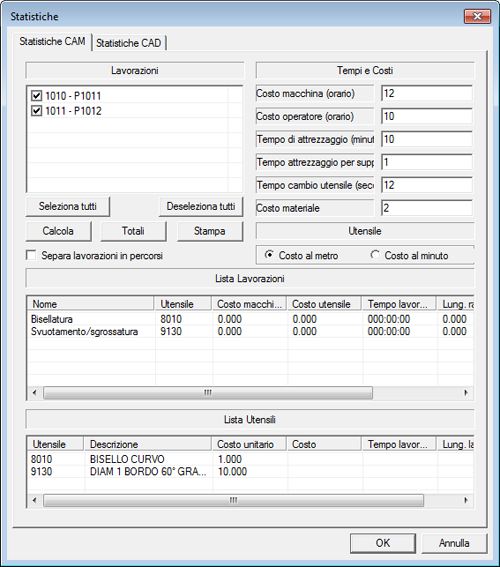 Statistiche
Statistiche CAM
Statistiche CAD
Lavorazioni
1010 - P1011
1011 - P1012
Seleziona tutti
Deseleziona tutti
Calcola
Totali
Stampa
Separa lavorazioni in percorsi
Tempi e Costi
Costo macchina (orario) 12
Costo operatore (orario) 10
Tempo di attrezzaggio (minut 10
Tempo attrezzaggio per supp 1
Tempo cambio utensile (seco 12
Costo materiale 2
Utensile
Costo al metro
Costo al minuto
Lista Lavorazioni
Nome Utensile Costo macchi... Costo utensile Tempo lavor... Lung. ra
Bisellatura 8010 0.000 0.000 000:00:00 0.000
Svuotamento/sgrossatura 9130 0.000 0.000 000:00:00 0.000
Lista Utensili
Utensile Descrizione Costo unitario Costo Tempo lavor... Lung. la
8010 BISELLO CURVO 1.000
9130 DIAM 1 BORDO 60° GRA... 10.000
OK
Annulla